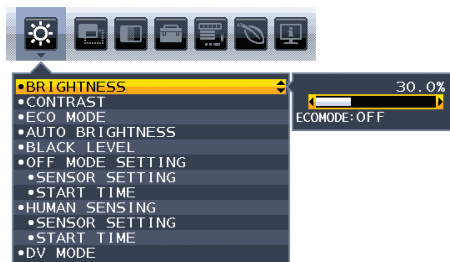 •BRIGHTNESS
•CONTRAST
•ECO MODE
•AUTO BRIGHTNESS
•BLACK LEVEL
•OFF MODE SETTING
•SENSOR SETTING
•START TIME
•HUMAN SENSING
•SENSOR SETTING
•START TIME
•DV MODE
30.0%
ECOMODE:OFF